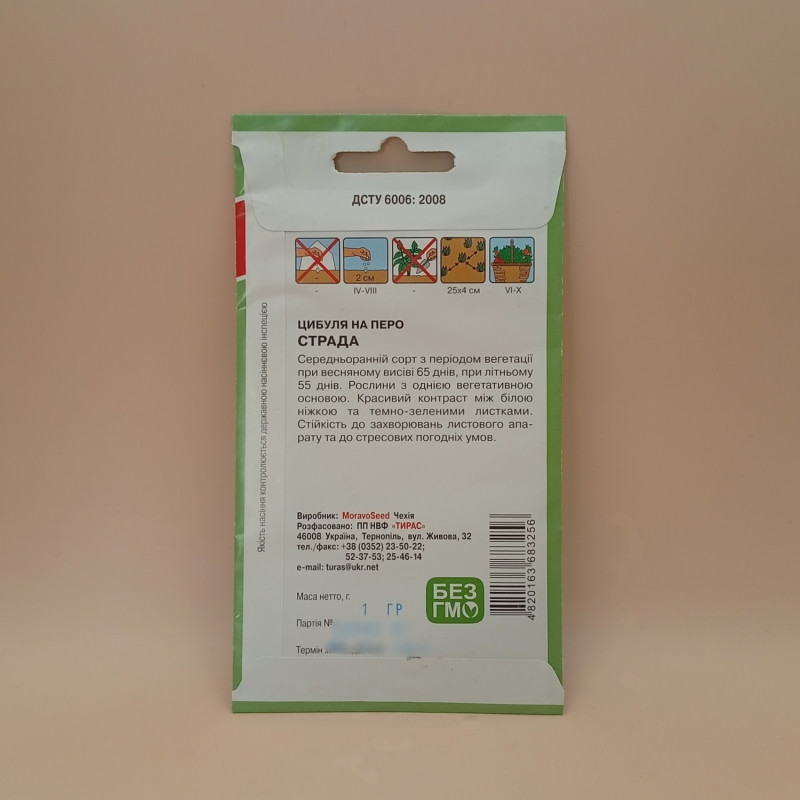 ДСТУ 6006: 2008
2 см
- IV-VIII - 25х4 см VI-X
Якість насіння контролюється державною насіннєвою інспекцією
ЦИБУЛЯ НА ПЕРО
СТРАДА
Середньоранній сорт з періодом вегетації
при весняному висіві 65 днів, при літньому
55 днів. Рослини з однією вегетативною
основою. Красивий контраст між білою
ніжкою та темно-зеленими листками.
Стійкість до захворювань листового апа-
рату та до стресових погодніх умов.
Виробник: MoravoSeed Чехія
Розфасовано: ПП НВФ «ТИРАС»
46008 Україна, Тернопіль, вул. Живова, 32
тел./факс: +38 (0352) 23-50-22;
52-37-53; 25-46-14
e-mail: turas@ukr.net
4820163683256
БЕЗ
ГМО
Маса нетто, г.
1 ГР
Партія №
Термін